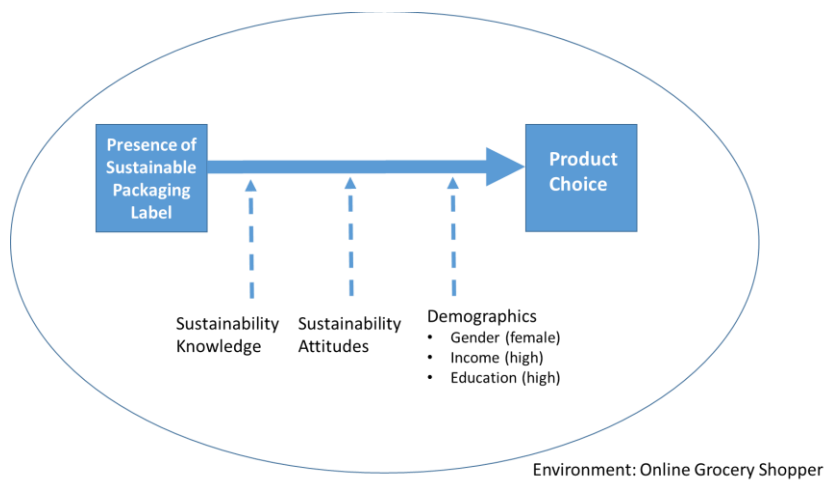 Presence of
Sustainable
Packaging
Label
Product
Choice
Sustainability
Knowledge
Sustainability
Attitudes
Demographics
• Gender (female)
• Income (high)
• Education (high)
Environment: Online Grocery Shopper